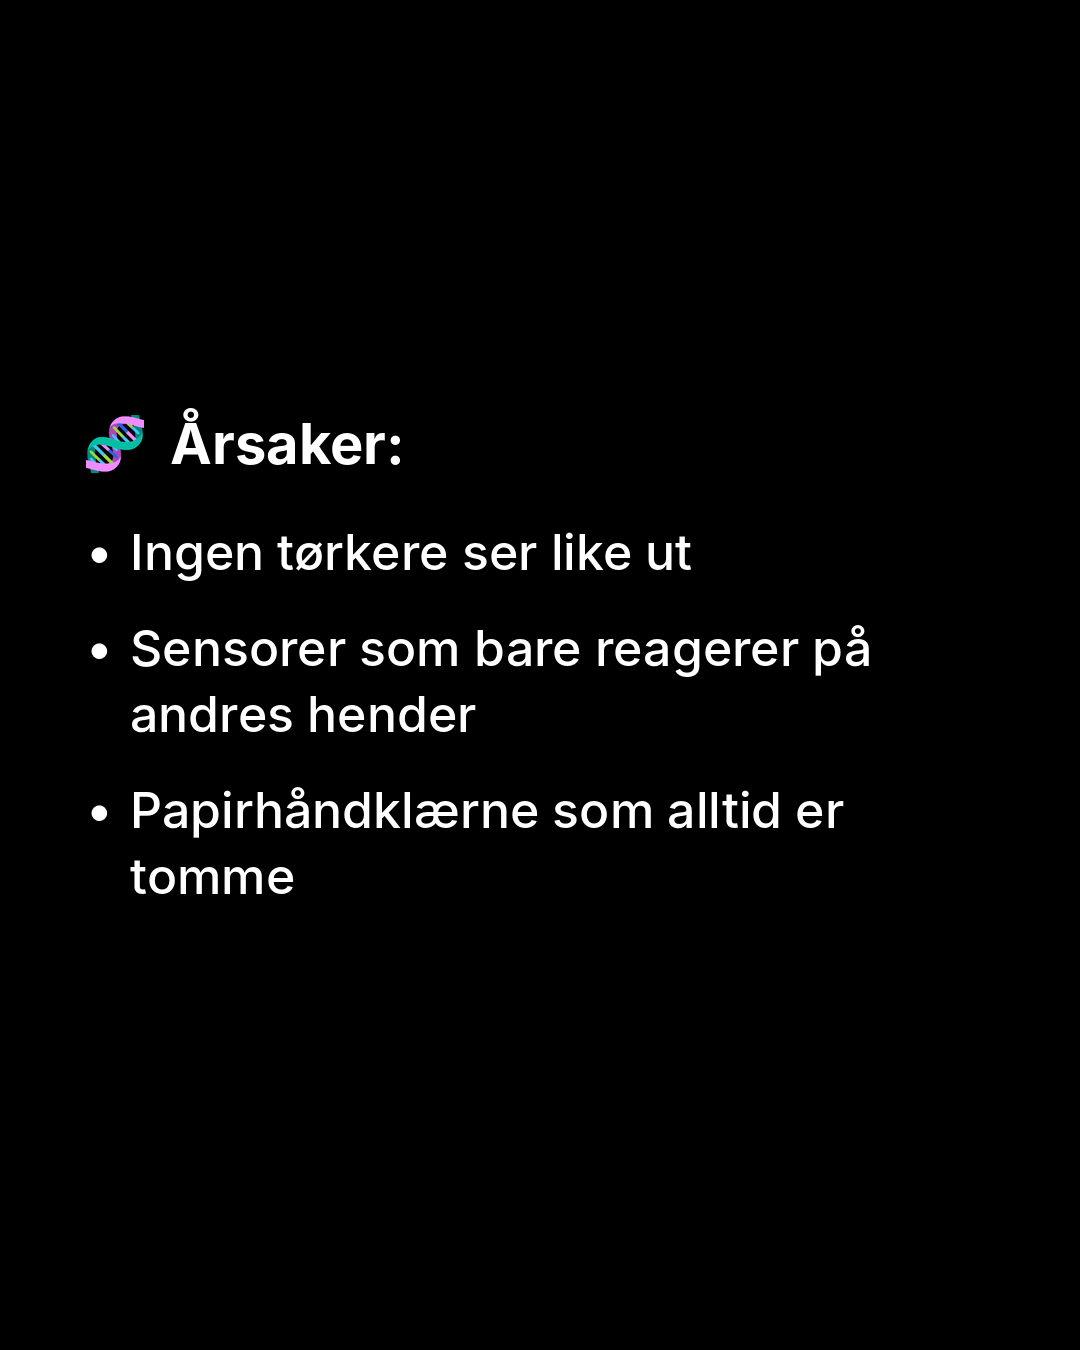 🧬 Årsaker:
• Ingen tørkere ser like ut
• Sensorer som bare reagerer på
andres hender
• Papirhåndklærne som alltid er
tomme